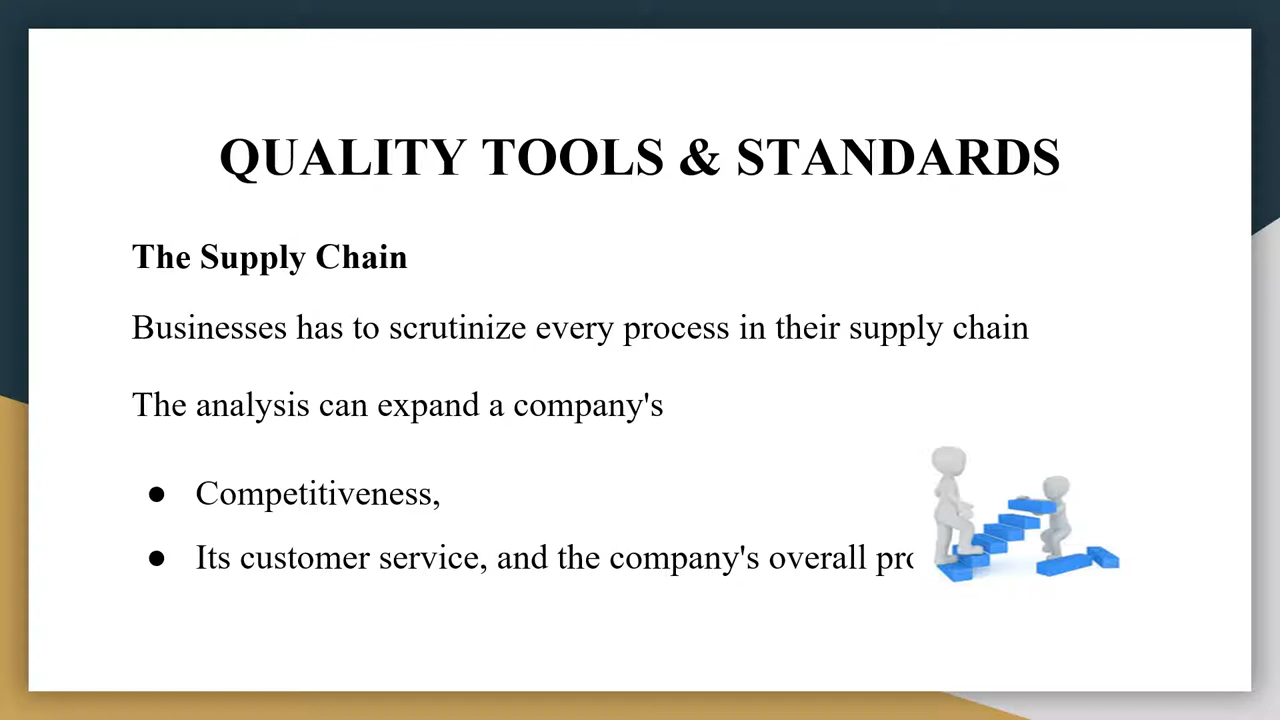 QUALITY TOOLS & STANDARDS
The Supply Chain
Businesses has to scrutinize every process in their supply chain
The analysis can expand a company's
● Competitiveness,
● Its customer service, and the company's overall